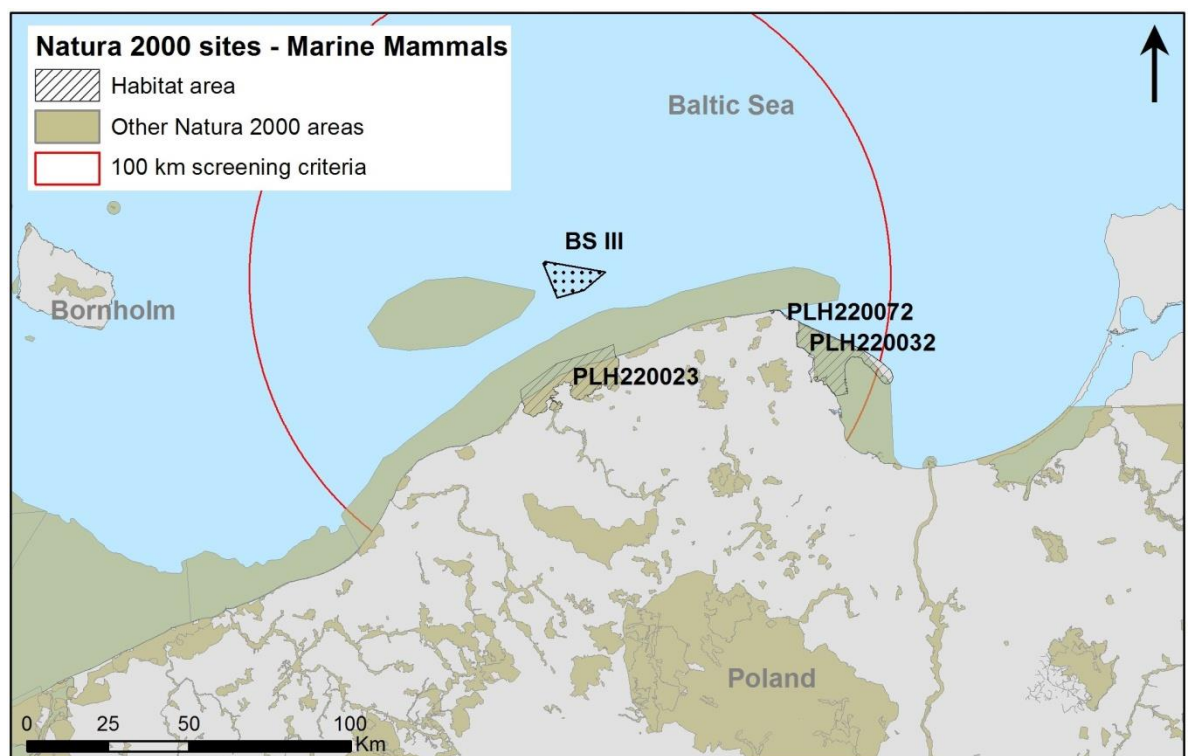 Natura 2000 sites - Marine Mammals
Habitat area
Other Natura 2000 areas
100 km screening criteria
Baltic Sea
BS III
Bornholm
PLH220072
PLH220032
PLH220023
Poland
0 25 50 100
Km